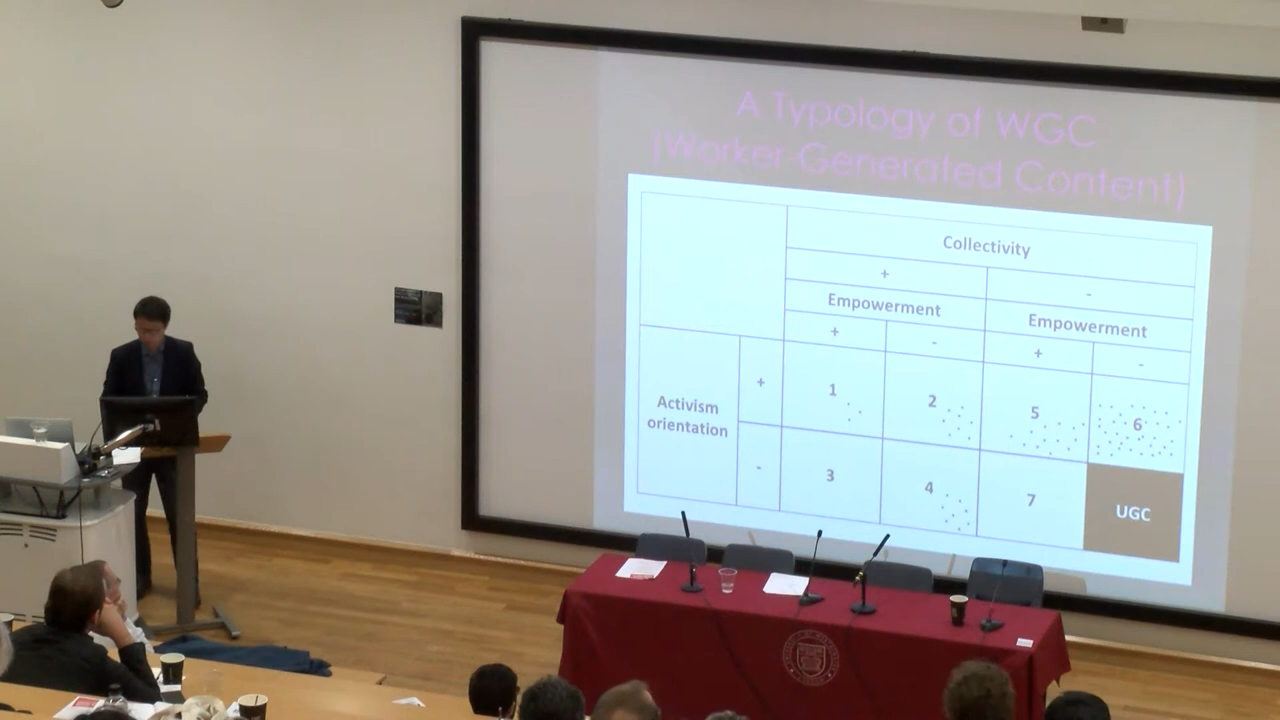 A Typology of WGC
(Worker-Generated Content)
Collectivity
+ -
Empowerment Empowerment
+ - + -
Activism orientation + 1 2 5 6
- 3 4 7 UGC